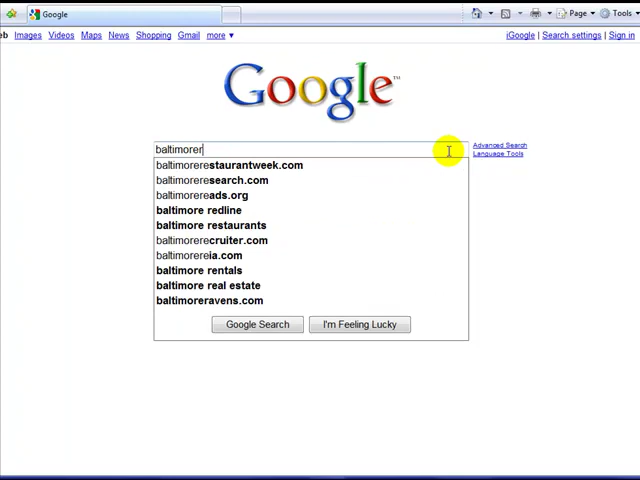 Google
Page ▼ Tools
eb Images Videos Maps News Shopping Gmail more ▼
iGoogle | Search settings | Sign in
Google™
baltimorer
Advanced Search
Language Tools
baltimorerestaurantweek.com
baltimoreresearch.com
baltimorereads.org
baltimore redline
baltimore restaurants
baltimorerecruiter.com
baltimorereia.com
baltimore rentals
baltimore real estate
baltimoreravens.com
Google Search I'm Feeling Lucky